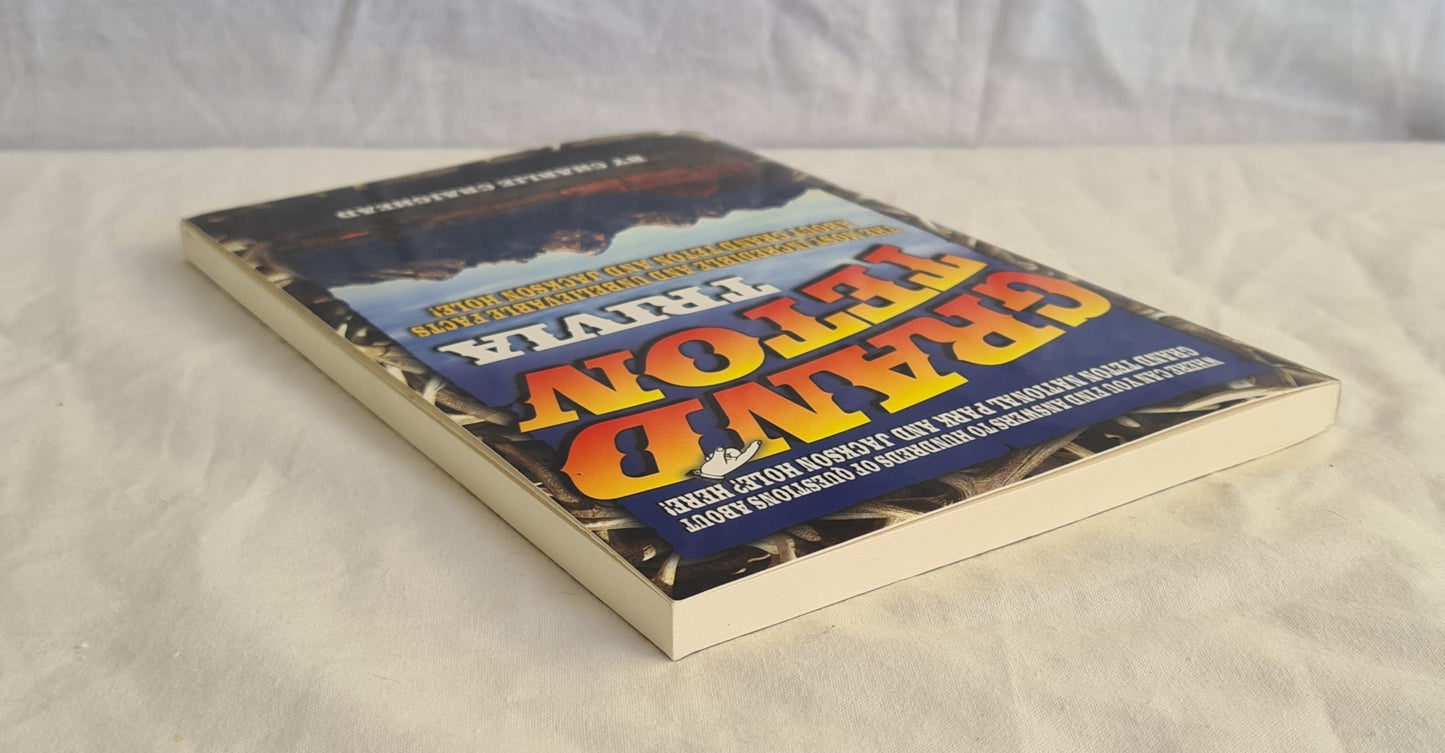 WHERE CAN YOU FIND ANSWERS TO HUNDREDS OF QUESTIONS ABOUT
GRAND TETON NATIONAL PARK AND JACKSON HOLE? HERE!
GRAND
TETON
TRIVIA
THE MOST INCREDIBLE AND UNBELIEVABLE FACTS
ABOUT GRAND TETON AND JACKSON HOLE!
BY CHARLIE CRAIGHEAD